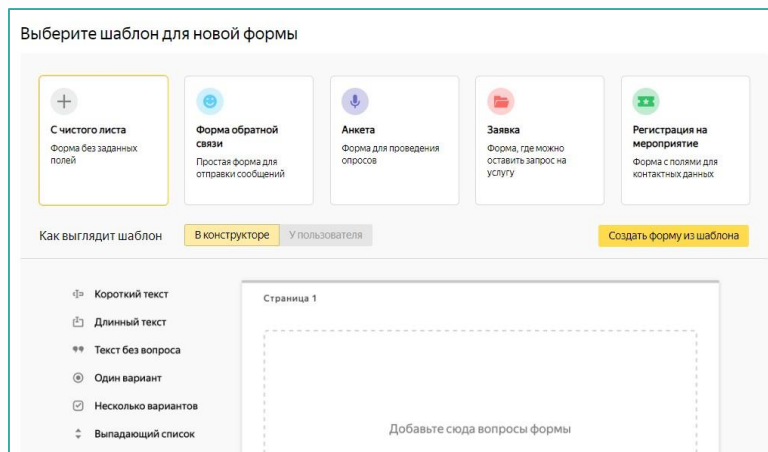 Выберите шаблон для новой формы
С чистого листа
Форма без заданных
полей
Форма обратной
связи
Простая форма для
отправки сообщений
Анкета
Форма для проведения
опросов
Заявка
Форма, где можно
оставить запрос на
услугу
Регистрация на
мероприятие
Форма с полями для
контактных данных
Как выглядит шаблон
В конструкторе
У пользователя
Создать форму из шаблона
Короткий текст
Длинный текст
Текст без вопроса
Один вариант
Несколько вариантов
Выпадающий список
Страница 1
Добавьте сюда вопросы формы